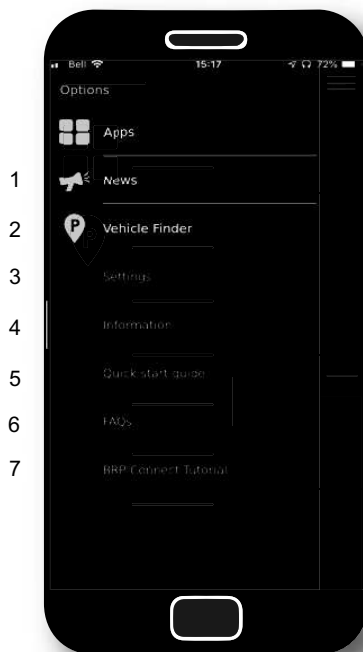 Bell 15:17 72%
Options
Apps
1 News
2 P Vehicle Finder
3 Settings
4 Information
5 Quick start guide
6 FAQs
7 BRP Connect Tutorial